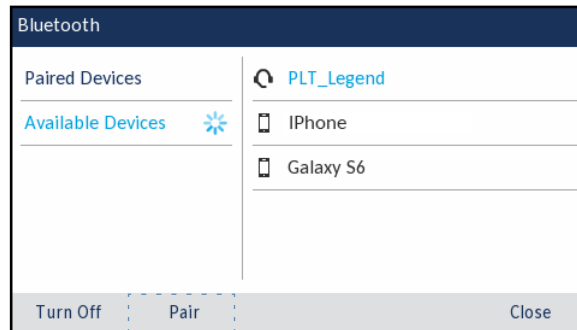 Bluetooth
Paired Devices
Available Devices
PLT_Legend
IPhone
Galaxy S6
Turn Off Pair Close